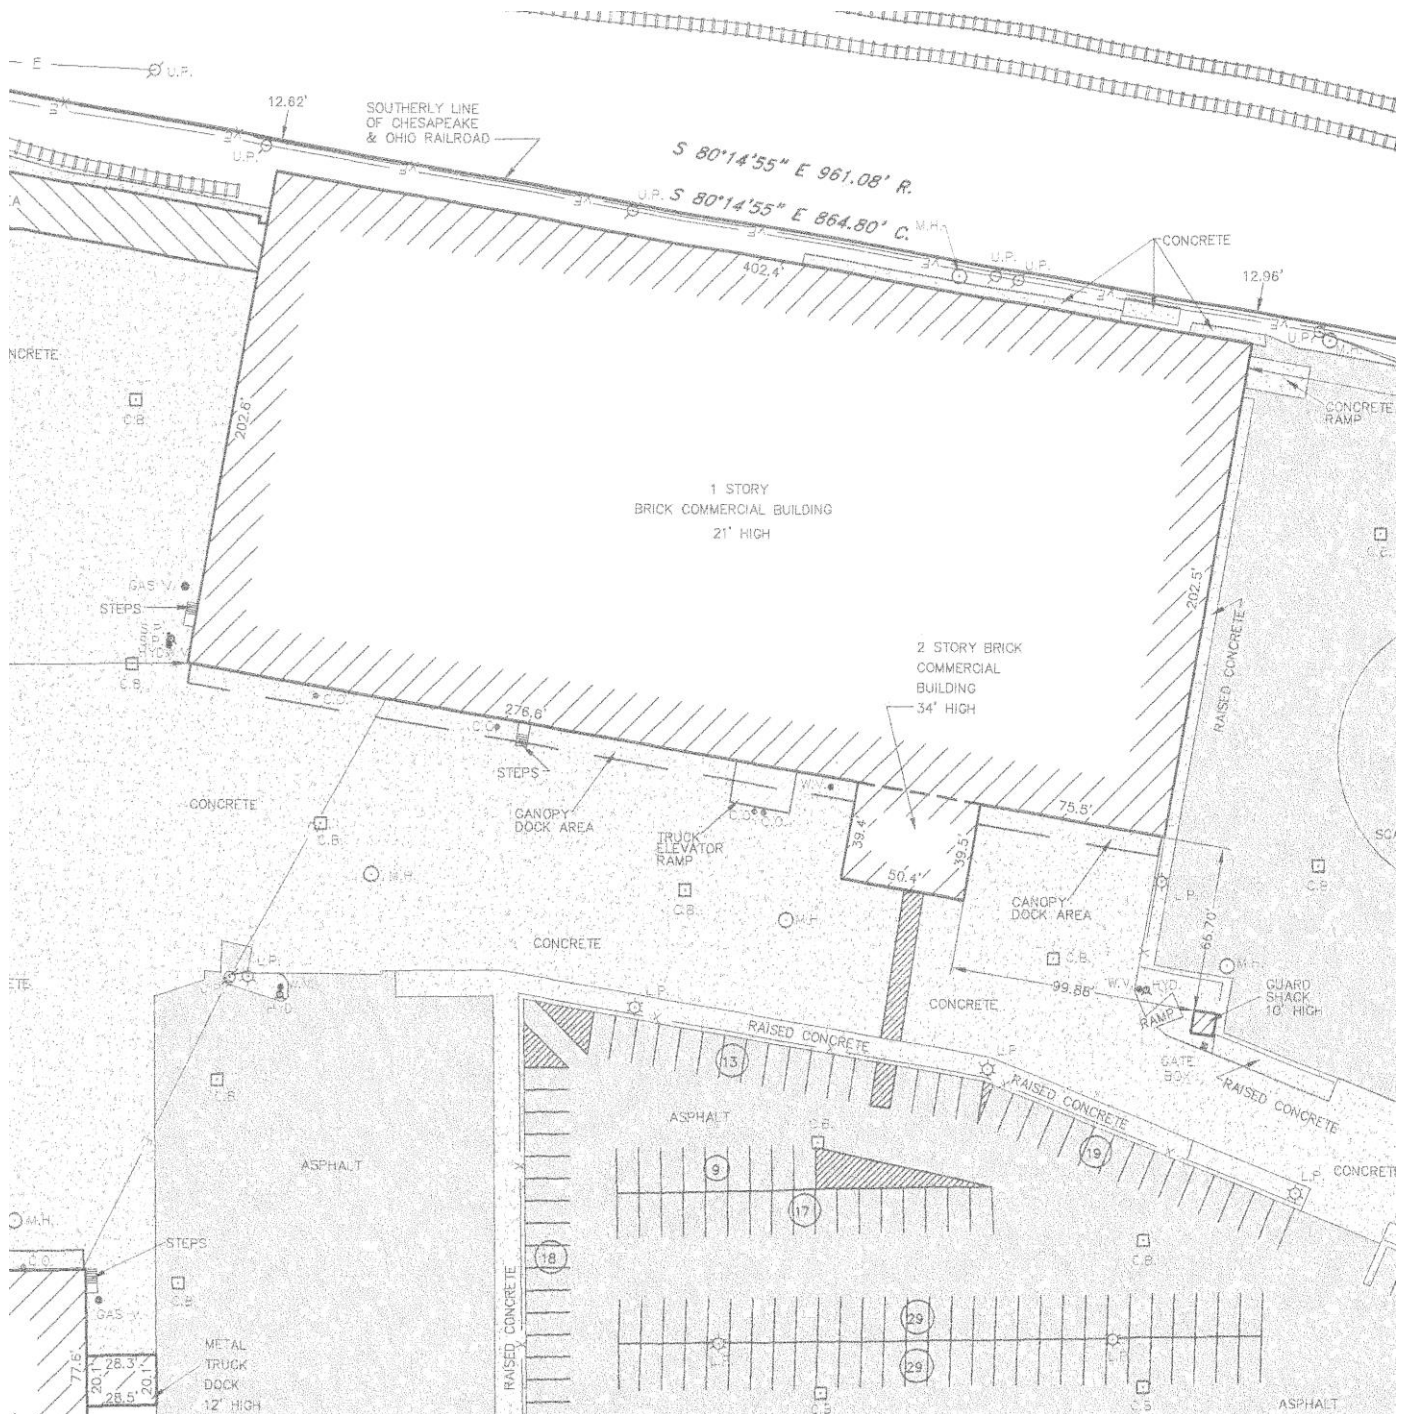 E
U.P.
12.62'
SOUTHERLY LINE
OF CHESAPEAKE
& OHIO RAILROAD
U.P.
S 80°14'55" E 961.08' R.
U.P.
S 80°14'55" E 864.80' C.
M.H.
U.P.
U.P.
CONCRETE
12.96'
402.4'
U.P.
M.H.
CONCRETE
RAMP
NCRETE
C.B.
202.6'
1 STORY
BRICK COMMERCIAL BUILDING
21' HIGH
C.B.
202.5'
GAS V.
STEPS
HYD.
C.B.
2 STORY BRICK
COMMERCIAL
BUILDING
34' HIGH
RAISED CONCRETE
C.O.
276.6'
C.O.
STEPS
CONCRETE
CANOPY
DOCK AREA
C.B.
TRUCK
ELEVATOR
RAMP
C.O.
C.O.
W.V.
39.4'
39.5'
50.4'
75.5'
CANOPY
DOCK AREA
L.P.
66.70'
C.B.
M.H.
C.B.
M.H.
CONCRETE
C.B.
M.H.
99.86'
W.V.
HYD.
RAMP
GUARD
SHACK
10' HIGH
CONCRETE
L.P.
W.V.
HYD.
L.P.
RAISED CONCRETE
13
L.P.
RAISED CONCRETE
GATE
BOX
RAISED CONCRETE
C.B.
ASPHALT
C.B.
19
CONCRETE
L.P.
ASPHALT
9
17
M.H.
STEPS
C.O.
18
C.B.
RAISED CONCRETE
GAS V.
C.B.
29
29
METAL
TRUCK
DOCK
12' HIGH
77.6'
28.3'
20.1'
20.1'
28.5'
L.P.
L.P.
C.B.
C.B.
ASPHALT